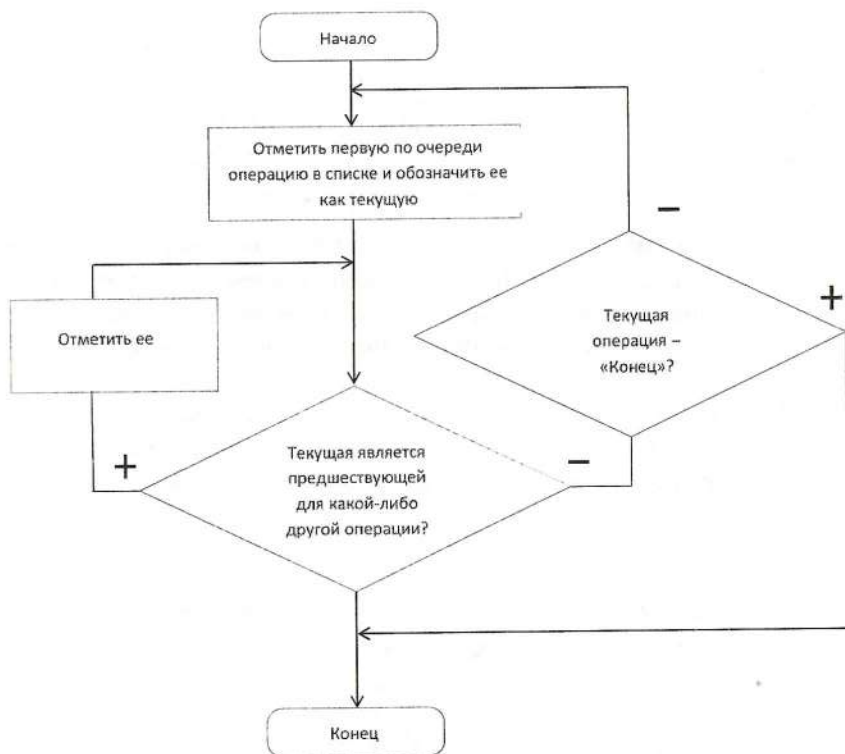 Начало
Отметить первую по очереди
операцию в списке и обозначить ее
как текущую
−
+
Отметить ее
Текущая
операция –
«Конец»?
+
−
Текущая является
предшествующей
для какой-либо
другой операции?
Конец